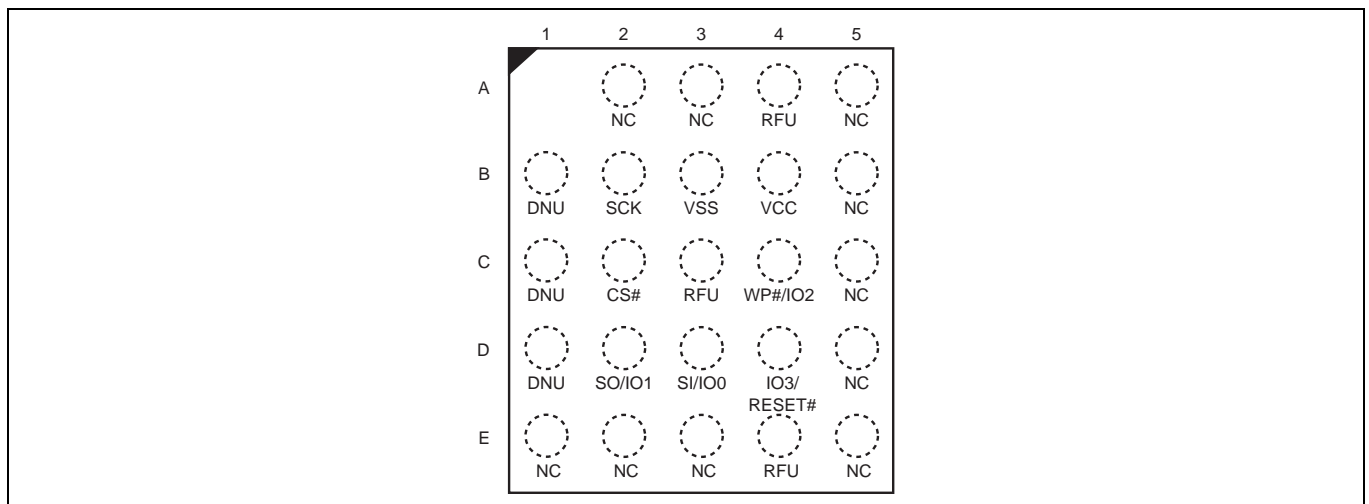 1 2 3 4 5
A
NC NC RFU NC
B
DNU SCK VSS VCC NC
C
DNU CS# RFU WP#/IO2 NC
D
DNU SO/IO1 SI/IO0 IO3/ NC
RESET#
E
NC NC NC RFU NC